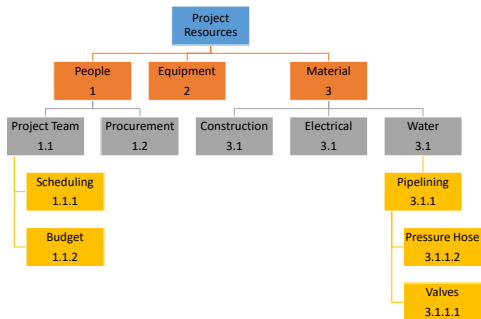 Project
Resources
People
1
Equipment
2
Material
3
Project Team
1.1
Procurement
1.2
Construction
3.1
Electrical
3.1
Water
3.1
Scheduling
1.1.1
Budget
1.1.2
Pipelining
3.1.1
Pressure Hose
3.1.1.2
Valves
3.1.1.1